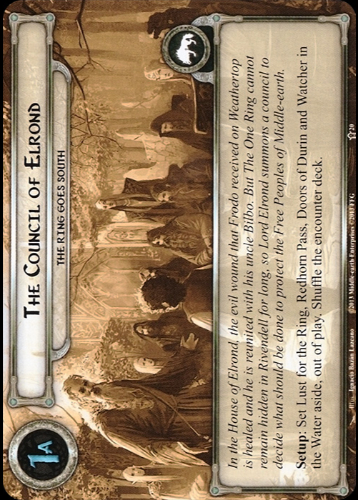 1A
THE COUNCIL OF ELROND
THE RING GOES SOUTH
In the House of Elrond, the evil wound that Frodo received on Weathertop
is healed and he is reunited with his uncle Bilbo. But The One Ring cannot
remain hidden in Rivendell for long, so Lord Elrond summons a council to
decide what should be done to protect the Free Peoples of Middle-earth.
Setup: Set Lust for the Ring, Redhorn Pass, Doors of Durin and Watcher in
the Water aside, out of play. Shuffle the encounter deck.
Illus. Ignacio Bazán Lazcano ©2013 Middle-earth Enterprises ©2013 FFG 20